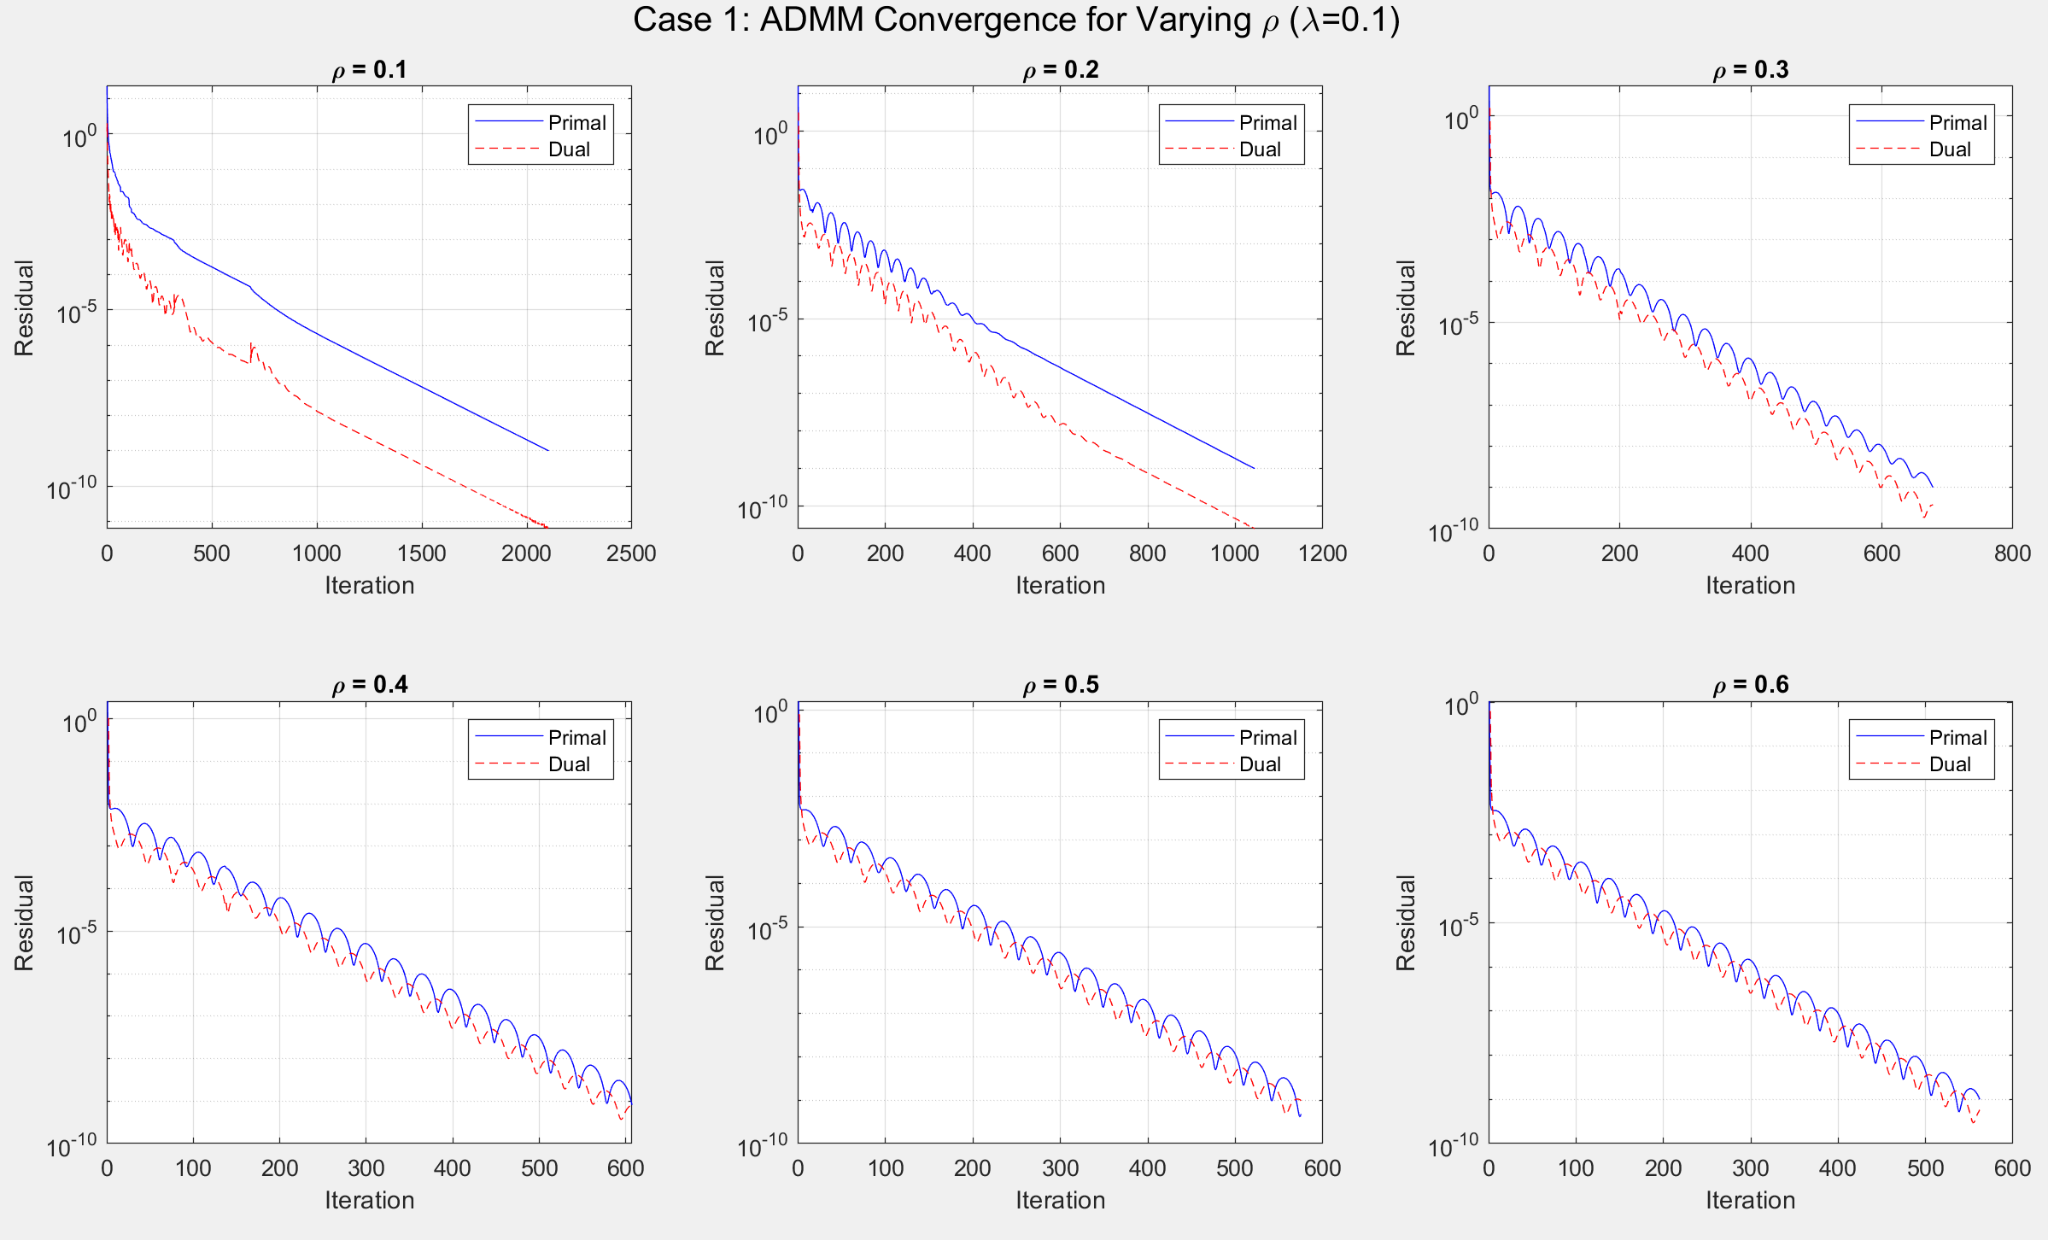 Case 1: ADMM Convergence for Varying ρ (λ=0.1)
ρ = 0.1
Primal
Dual
10^0
10^-5
10^-10
Residual
0 500 1000 1500 2000 2500
Iteration
ρ = 0.2
Primal
Dual
10^0
10^-5
10^-10
Residual
0 200 400 600 800 1000 1200
Iteration
ρ = 0.3
Primal
Dual
10^0
10^-5
10^-10
Residual
0 200 400 600 800
Iteration
ρ = 0.4
Primal
Dual
10^0
10^-5
10^-10
Residual
0 100 200 300 400 500 600
Iteration
ρ = 0.5
Primal
Dual
10^0
10^-5
10^-10
Residual
0 100 200 300 400 500 600
Iteration
ρ = 0.6
Primal
Dual
10^0
10^-5
10^-10
Residual
0 100 200 300 400 500 600
Iteration